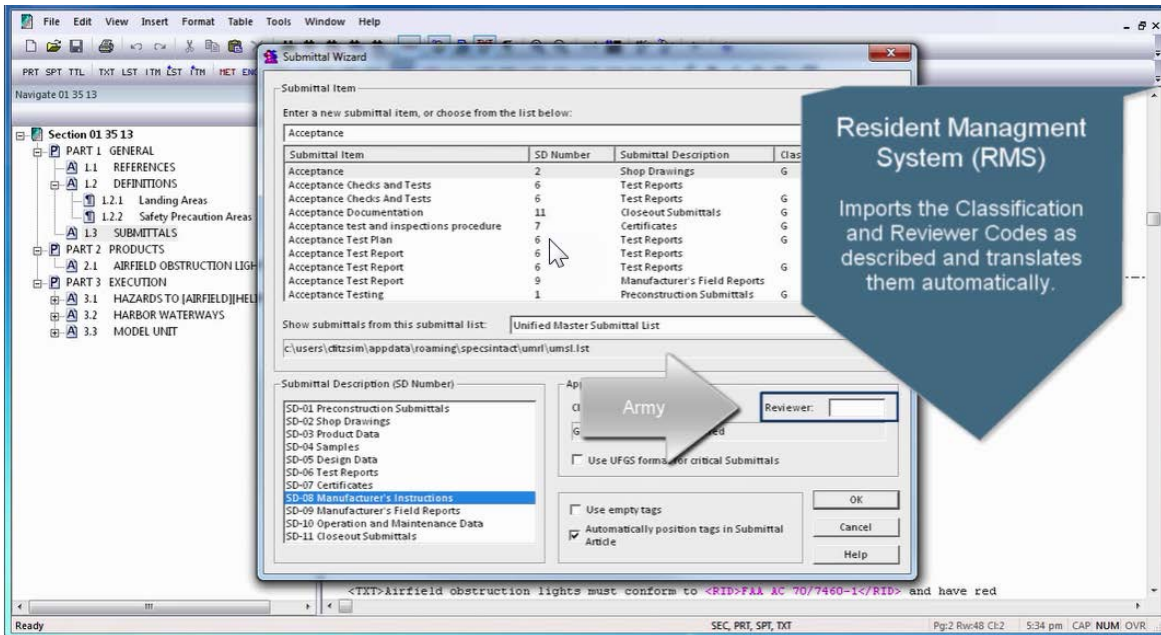 File Edit View Insert Format Table Tools Window Help
PRT SPT TTL TXT LST ITM LST ITM MET ENG
Navigate 01 35 13
Section 01 35 13
PART 1 GENERAL
1.1 REFERENCES
1.2 DEFINITIONS
1.2.1 Landing Areas
1.2.2 Safety Precaution Areas
1.3 SUBMITTALS
PART 2 PRODUCTS
2.1 AIRFIELD OBSTRUCTION LIGH
PART 3 EXECUTION
3.1 HAZARDS TO [AIRFIELD][HELI
3.2 HARBOR WATERWAYS
3.3 MODEL UNIT
Submittal Wizard
Submittal Item
Enter a new submittal item, or choose from the list below:
Acceptance
Submittal Item SD Number Submittal Description Clas
Acceptance 2 Shop Drawings G
Acceptance Checks and Tests 6 Test Reports
Acceptance Checks And Tests 6 Test Reports G
Acceptance Documentation 11 Closeout Submittals G
Acceptance test and inspections procedure 7 Certificates G
Acceptance Test Plan 6 Test Reports G
Acceptance Test Report 6 Test Reports
Acceptance Test Report 6 Test Reports G
Acceptance Test Report 9 Manufacturer's Field Reports
Acceptance Testing 1 Preconstruction Submittals G
Show submittals from this submittal list: Unified Master Submittal List
c:\users\ditzsim\appdata\roaming\specsintact\umrl\umsl.lst
Submittal Description (SD Number)
SD-01 Preconstruction Submittals
SD-02 Shop Drawings
SD-03 Product Data
SD-04 Samples
SD-05 Design Data
SD-06 Test Reports
SD-07 Certificates
SD-08 Manufacturer's Instructions
SD-09 Manufacturer's Field Reports
SD-10 Operation and Maintenance Data
SD-11 Closeout Submittals
Ap
Cl
Army
Reviewer:
G
ed
Use UFGS format for critical Submittals
Use empty tags
Automatically position tags in Submittal
Article
OK
Cancel
Help
Resident Managment
System (RMS)
Imports the Classification
and Reviewer Codes as
described and translates
them automatically.
<TXT>Airfield obstruction lights must conform to <RID>FAA AC 70/7460-1</RID> and have red
Ready SEC, PRT, SPT, TXT Pg:2 Rw:48 Cl:2 5:34 pm CAP NUM OVR